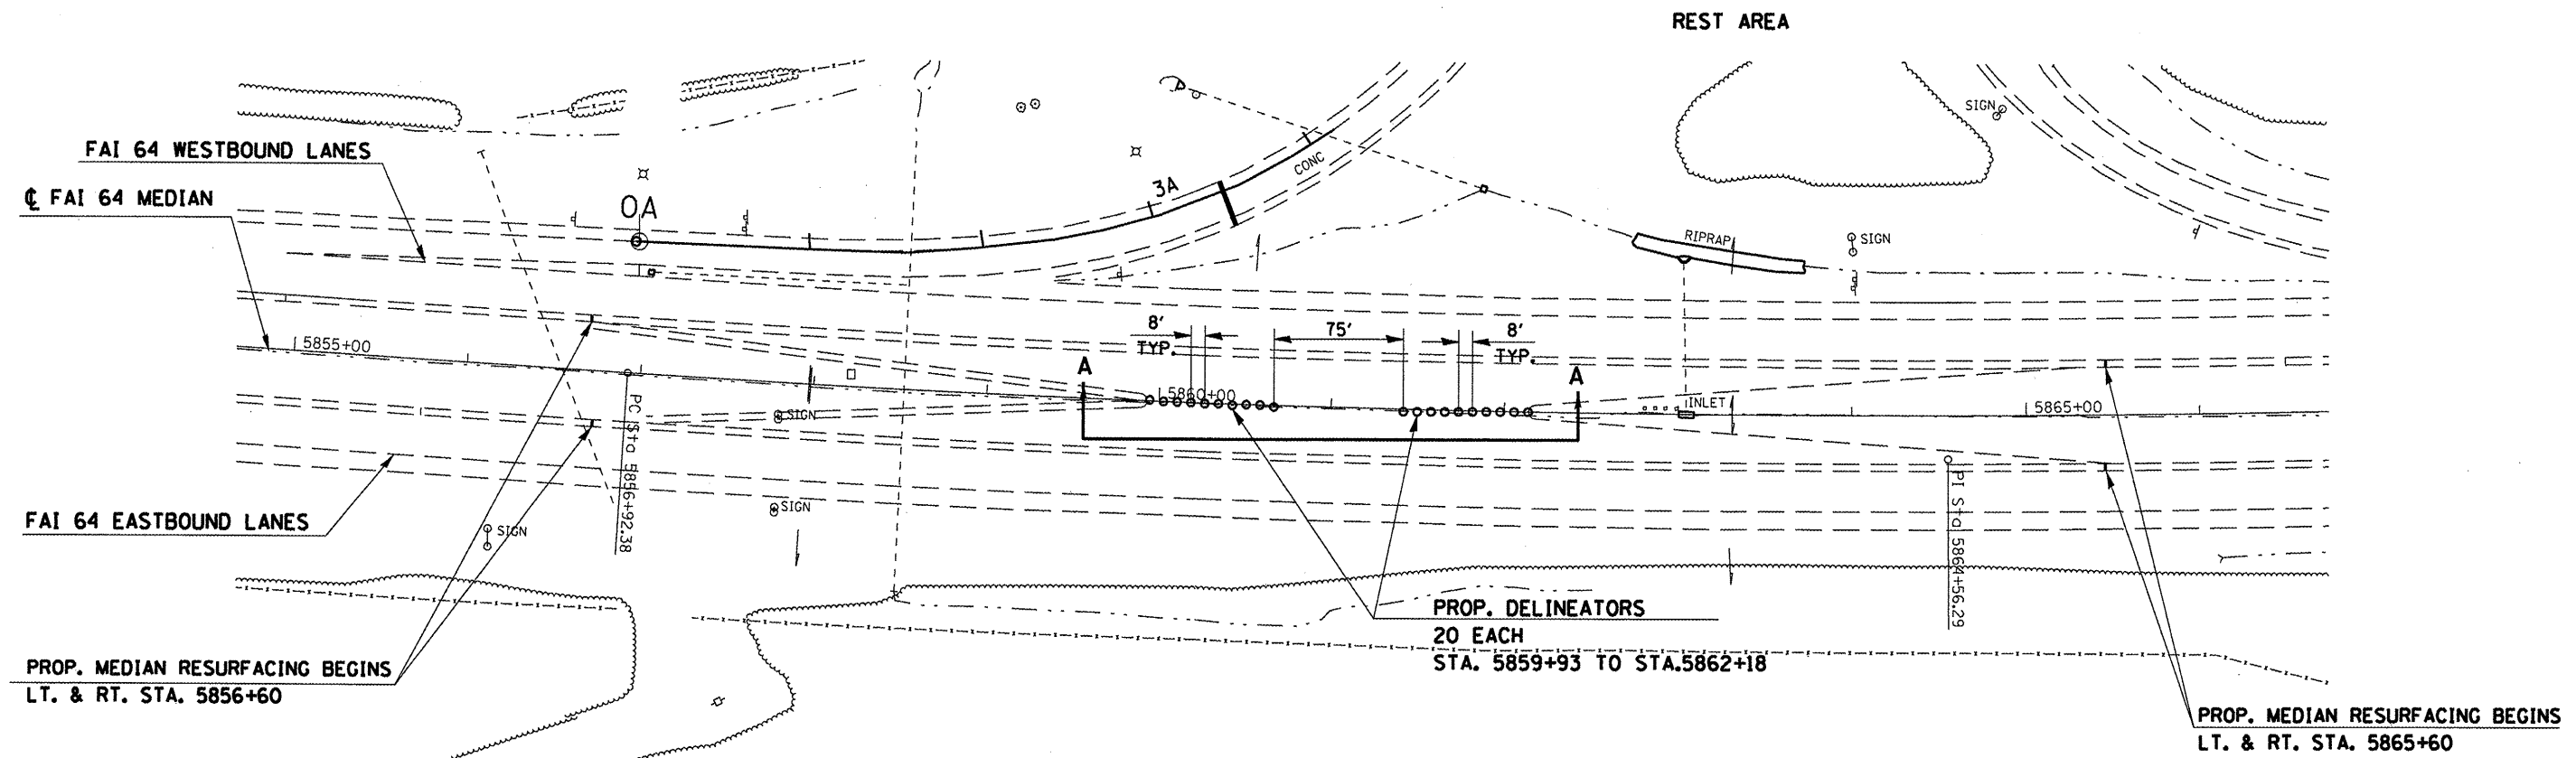 REST AREA
SIGN
FAI 64 WESTBOUND LANES
CONC
3A
℄ FAI 64 MEDIAN
0A
RIPRAP
SIGN
8'
TYP.
75'
8'
TYP.
5855+00
A
A
5860+00
INLET
5865+00
SIGN
PC Sta 5856+92.38
SIGN
FAI 64 EASTBOUND LANES
SIGN
PI Sta 5864+56.29
PROP. DELINEATORS
20 EACH
STA. 5859+93 TO STA.5862+18
PROP. MEDIAN RESURFACING BEGINS
LT. & RT. STA. 5856+60
PROP. MEDIAN RESURFACING BEGINS
LT. & RT. STA. 5865+60